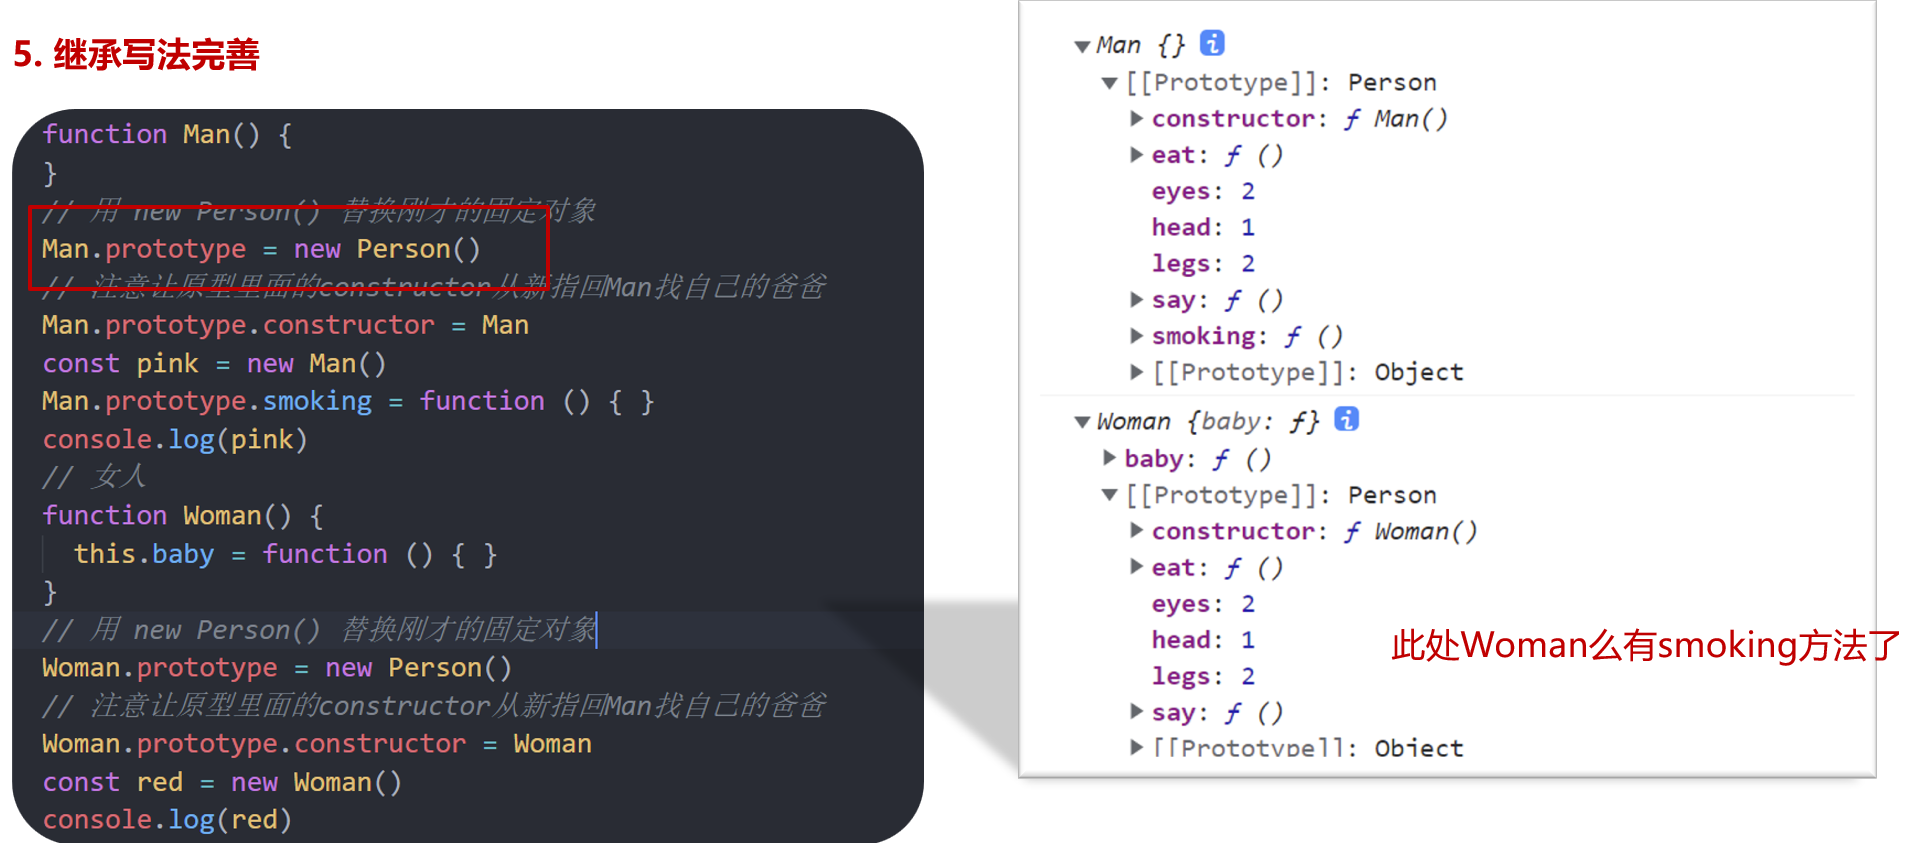 5. 继承写法完善
function Man() {
}
// 用 new Person() 替换刚才的固定对象
Man.prototype = new Person()
// 注意让原型里面的constructor从新指回Man找自己的爸爸
Man.prototype.constructor = Man
const pink = new Man()
Man.prototype.smoking = function () { }
console.log(pink)
// 女人
function Woman() {
this.baby = function () { }
}
// 用 new Person() 替换刚才的固定对象
Woman.prototype = new Person()
// 注意让原型里面的constructor从新指回Man找自己的爸爸
Woman.prototype.constructor = Woman
const red = new Woman()
console.log(red)
Man {} i
[[Prototype]]: Person
constructor: ƒ Man()
eat: ƒ ()
eyes: 2
head: 1
legs: 2
say: ƒ ()
smoking: ƒ ()
[[Prototype]]: Object
Woman {baby: ƒ} i
baby: ƒ ()
[[Prototype]]: Person
constructor: ƒ Woman()
eat: ƒ ()
eyes: 2
head: 1
legs: 2
say: ƒ ()
[[Prototype]]: Object
此处Woman么有smoking方法了